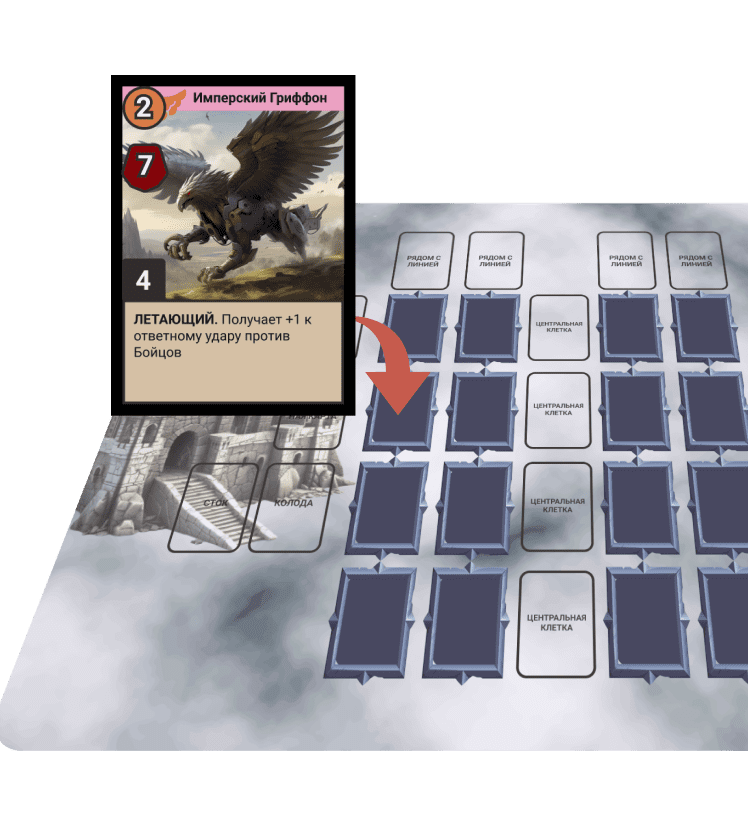 2
Имперский Гриффон
7
4
ЛЕТАЮЩИЙ. Получает +1 к
ответному удару против
Бойцов
РЯДОМ С
ЛИНИЕЙ
РЯДОМ С
ЛИНИЕЙ
РЯДОМ С
ЛИНИЕЙ
РЯДОМ С
ЛИНИЕЙ
ЦЕНТРАЛЬНАЯ
КЛЕТКА
ЦЕНТРАЛЬНАЯ
КЛЕТКА
СТОК
КОЛОДА
ЦЕНТРАЛЬНАЯ
КЛЕТКА
ЦЕНТРАЛЬНАЯ
КЛЕТКА